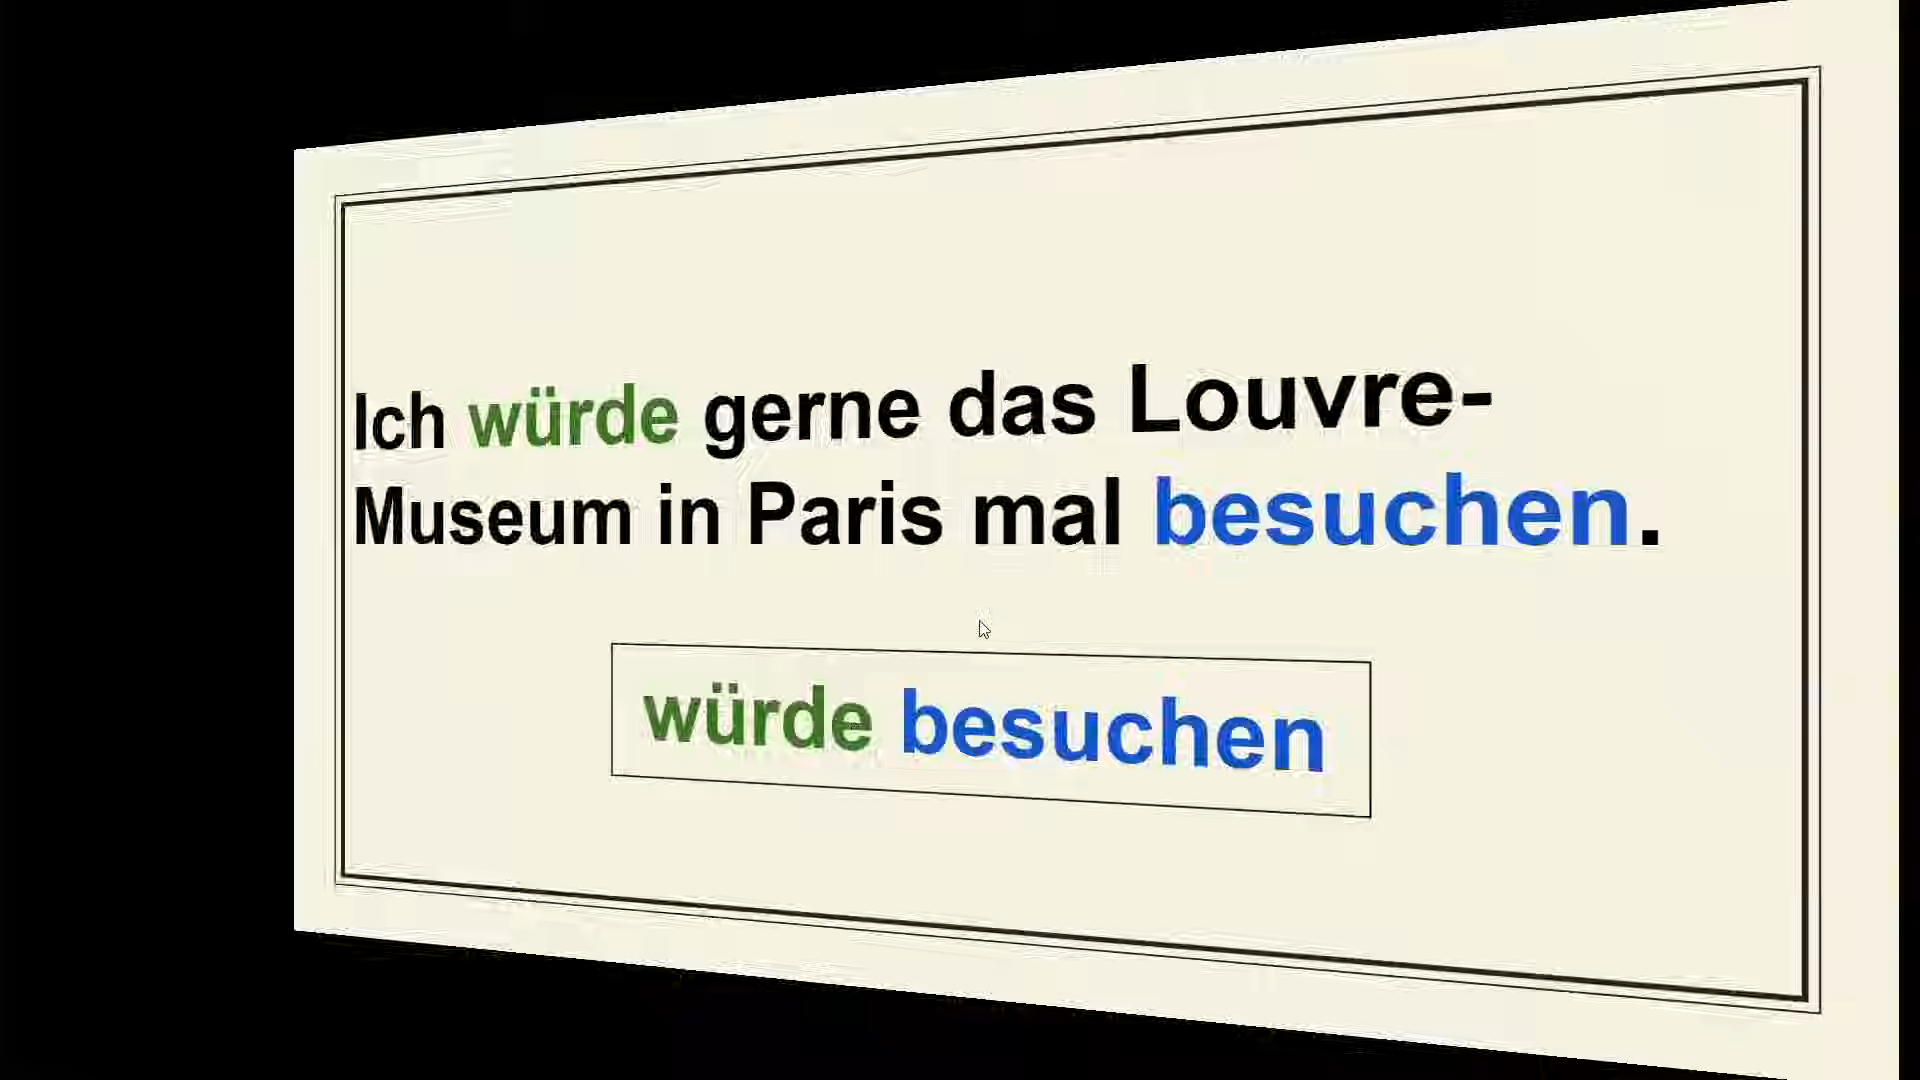 Ich würde gerne das Louvre-
Museum in Paris mal besuchen.
würde besuchen